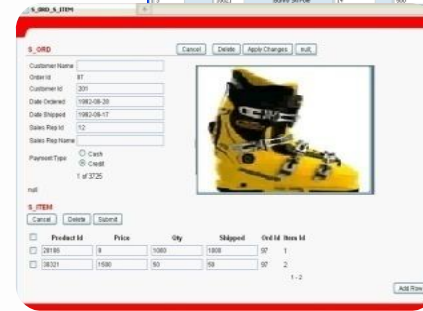 S_ORD_S_ITEM
S_ORD
Cancel Delete Apply Changes null,
Customer Name
Order Id 97
Customer Id 201
Date Ordered 1992-08-20
Date Shipped 1992-09-17
Sales Rep Id 12
Sales Rep Name
Payment Type Cash
Credit
1 of 3725
null
S_ITEM
Cancel Delete Submit
Product Id Price Qty Shipped Ord Id Item Id
20106 9 1000 1000 97 1
30321 1500 50 50 97 2
1 - 2
Add Row